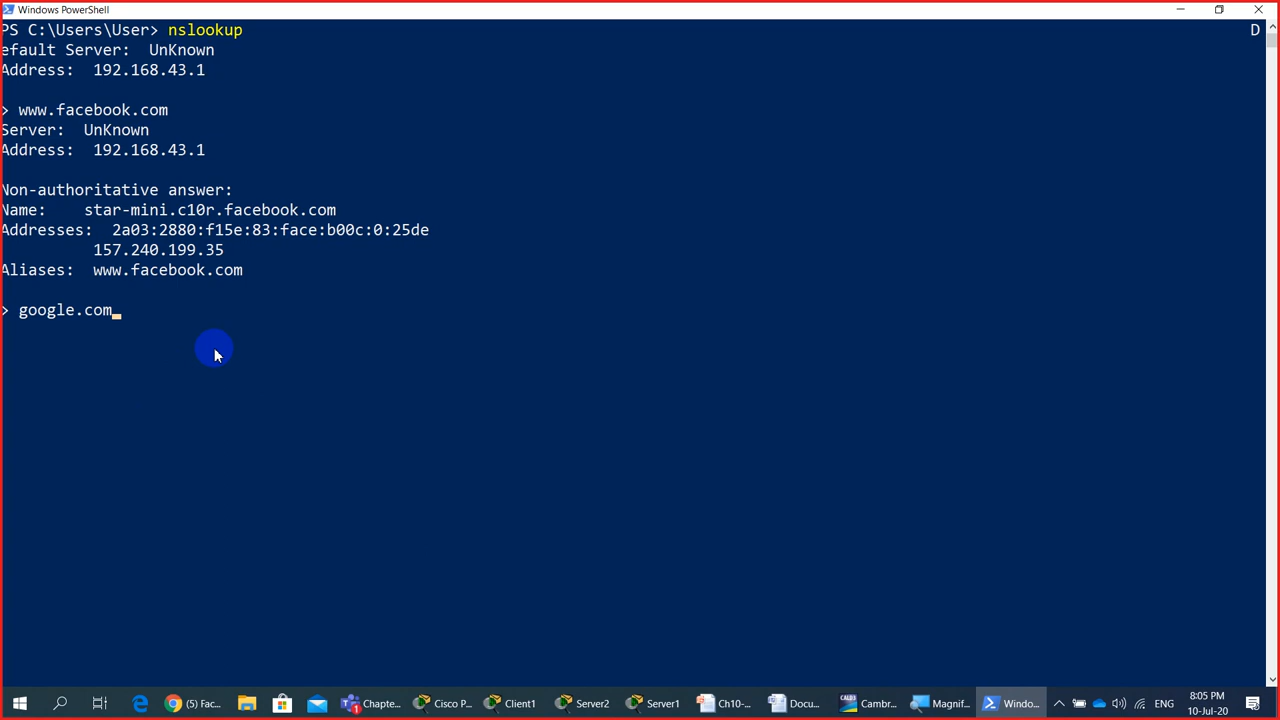 Windows PowerShell
PS C:\Users\User> nslookup
D
efault Server:  UnKnown
Address:  192.168.43.1
> www.facebook.com
Server:  UnKnown
Address:  192.168.43.1
Non-authoritative answer:
Name:    star-mini.c10r.facebook.com
Addresses:  2a03:2880:f15e:83:face:b00c:0:25de
157.240.199.35
Aliases:  www.facebook.com
> google.com_
(5) Fac...
Chapte...
Cisco P...
Client1
Server2
Server1
Ch10-...
Docu...
Cambr...
Magnif...
Windo...
ENG
8:05 PM
10-Jul-20